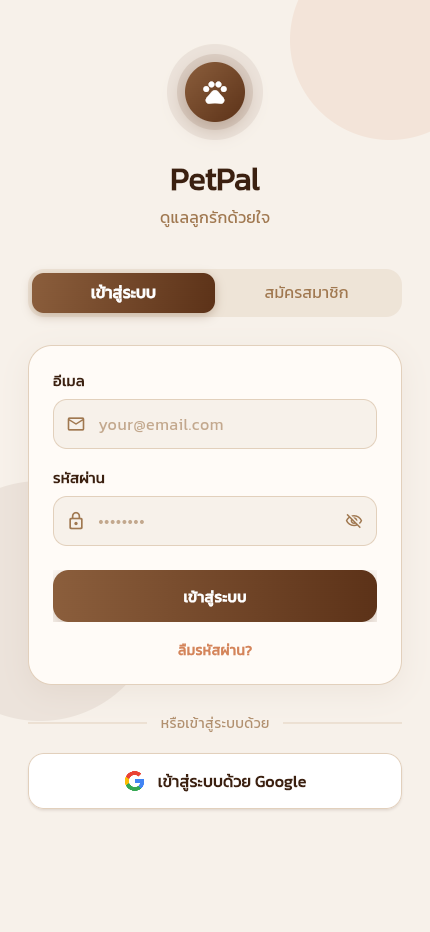 PetPal
ดูแลลูกรักด้วยใจ
เข้าสู่ระบบ
สมัครสมาชิก
อีเมล
your@email.com
รหัสผ่าน
••••••••
เข้าสู่ระบบ
ลืมรหัสผ่าน?
หรือเข้าสู่ระบบด้วย
เข้าสู่ระบบด้วย Google